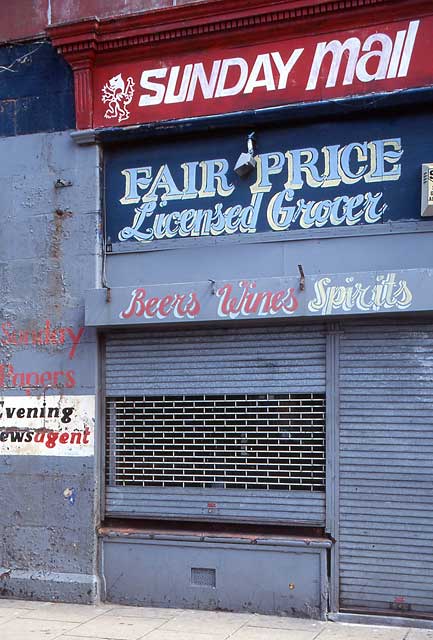 SUNDAY mail
FAIR PRICE
Licensed Grocer
Beers Wines Spirits
Sunday
Papers
Evening
ewsagent